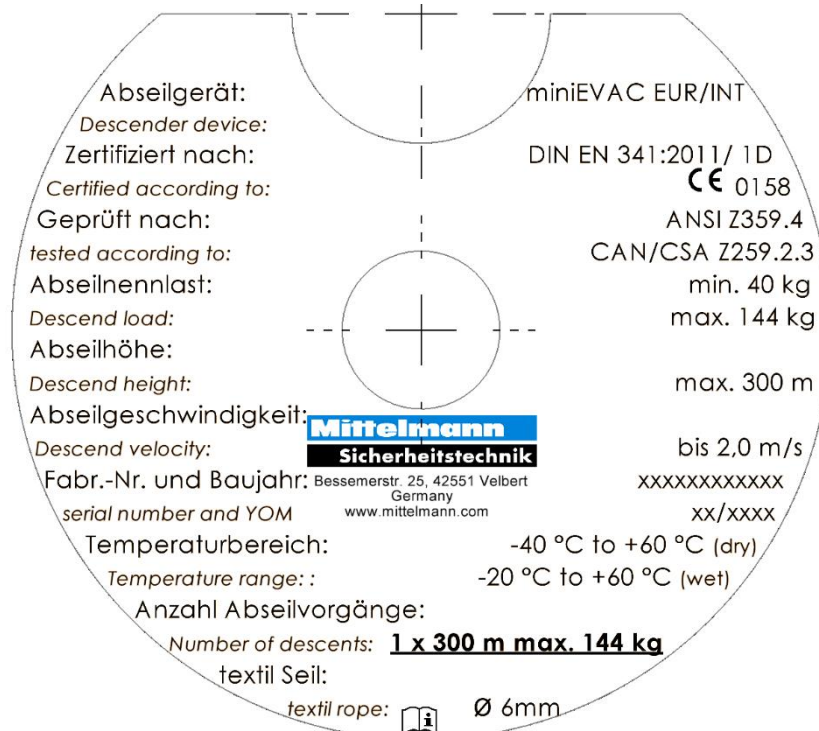 Abseilgerät: miniEVAC EUR/INT
Descender device:
Zertifiziert nach: DIN EN 341:2011/ 1D
Certified according to: CE 0158
Geprüft nach: ANSI Z359.4
tested according to: CAN/CSA Z259.2.3
Abseilnennlast: min. 40 kg
Descend load: max. 144 kg
Abseilhöhe:
Descend height: max. 300 m
Abseilgeschwindigkeit:
Mittelmann
Descend velocity: bis 2,0 m/s
Sicherheitstechnik
Fabr.-Nr. und Baujahr: xxxxxxxxxxxx
Bessemerstr. 25, 42551 Velbert
Germany
www.mittelmann.com
serial number and YOM xx/xxxx
Temperaturbereich: -40 °C to +60 °C (dry)
Temperature range: : -20 °C to +60 °C (wet)
Anzahl Abseilvorgänge:
Number of descents: 1 x 300 m max. 144 kg
textil Seil:
textil rope: Ø 6mm
i